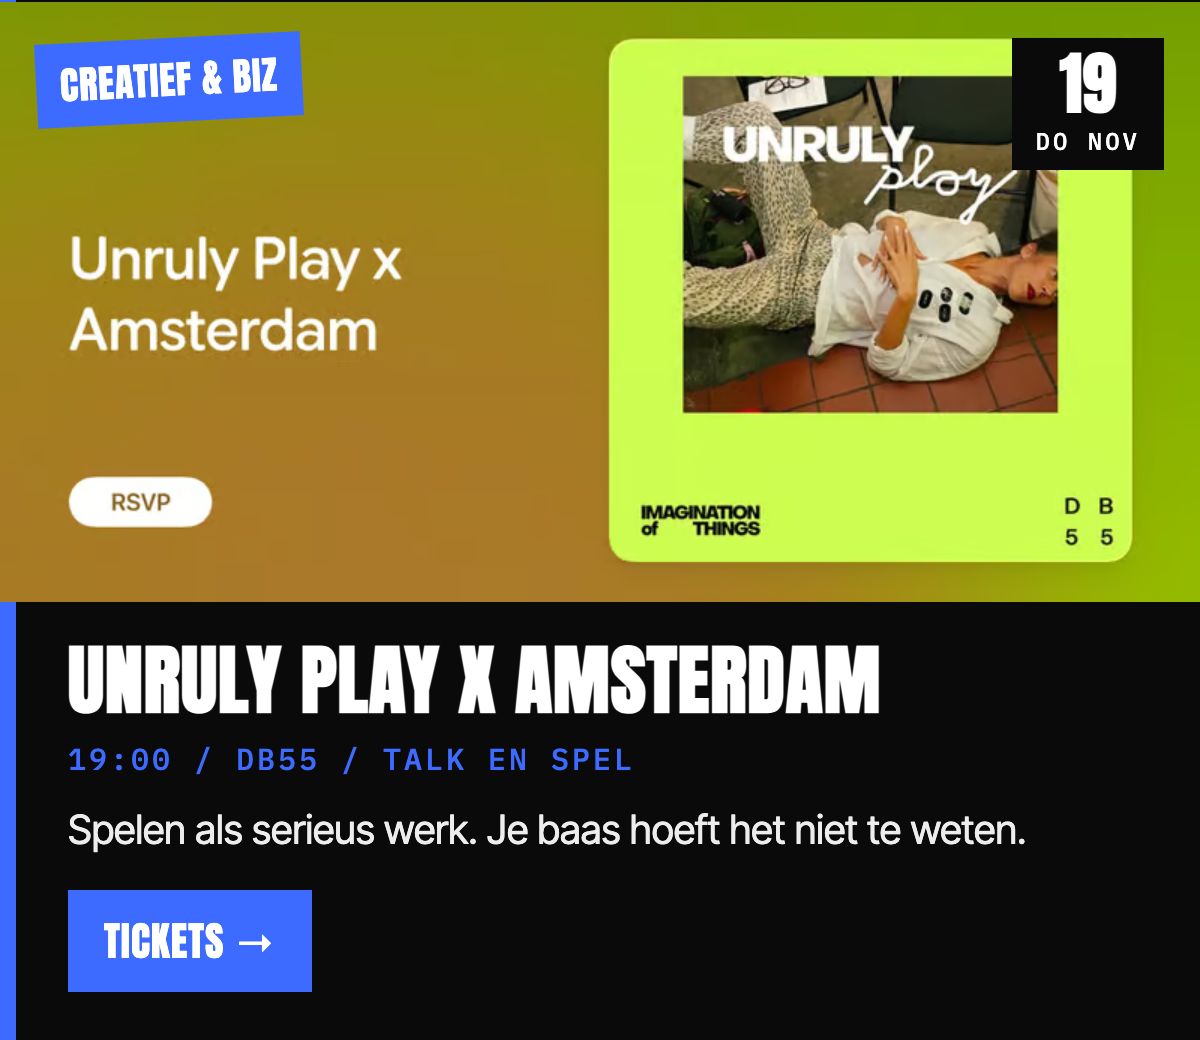 CREATIEF & BIZ
19
DO NOV
UNRULY
play
Unruly Play x
Amsterdam
RSVP
IMAGINATION
of THINGS
D B
5 5
UNRULY PLAY X AMSTERDAM
19:00 / DB55 / TALK EN SPEL
Spelen als serieus werk. Je baas hoeft het niet te weten.
TICKETS →